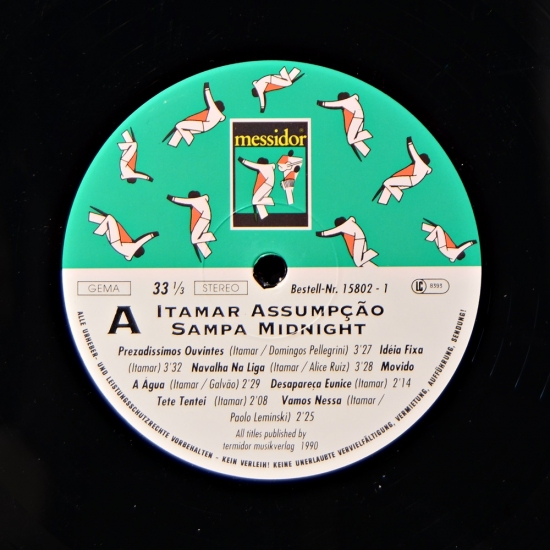 messidor
GEMA
33 1/3
STEREO
Bestell-Nr. 15802 - 1
LC 9395
A
ITAMAR ASSUMPÇÃO
SAMPA MIDNIGHT
Prezadissimos Ouvintes (Itamar / Domingos Pellegrini) 3'27 Idéia Fixa
(Itamar) 3'32 Navalha Na Liga (Itamar / Alice Ruiz) 3'28 Movido
A Água (Itamar / Galvão) 2'29 Desapareça Eunice (Itamar) 2'14
Tete Tentei (Itamar) 2'08 Vamos Nessa (Itamar /
Paolo Leminski) 2'25
All titles published by
termidor musikverlag 1990
ALLE URHEBER- UND LEISTUNGSSCHUTZRECHTE VORBEHALTEN - KEIN VERLEIH! KEINE UNERLAUBTE VERVIELFÄLTIGUNG, VERMIETUNG, AUFFÜHRUNG, SENDUNG!